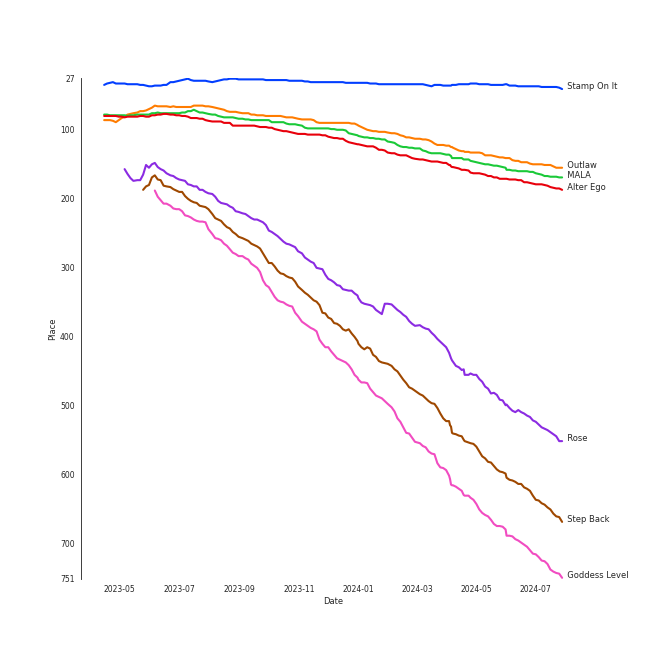 27
100
200
300
400
500
600
700
751
Place
2023-05
2023-07
2023-09
2023-11
2024-01
2024-03
2024-05
2024-07
Date
Stamp On It
Outlaw
MALA
Alter Ego
Rose
Step Back
Goddess Level